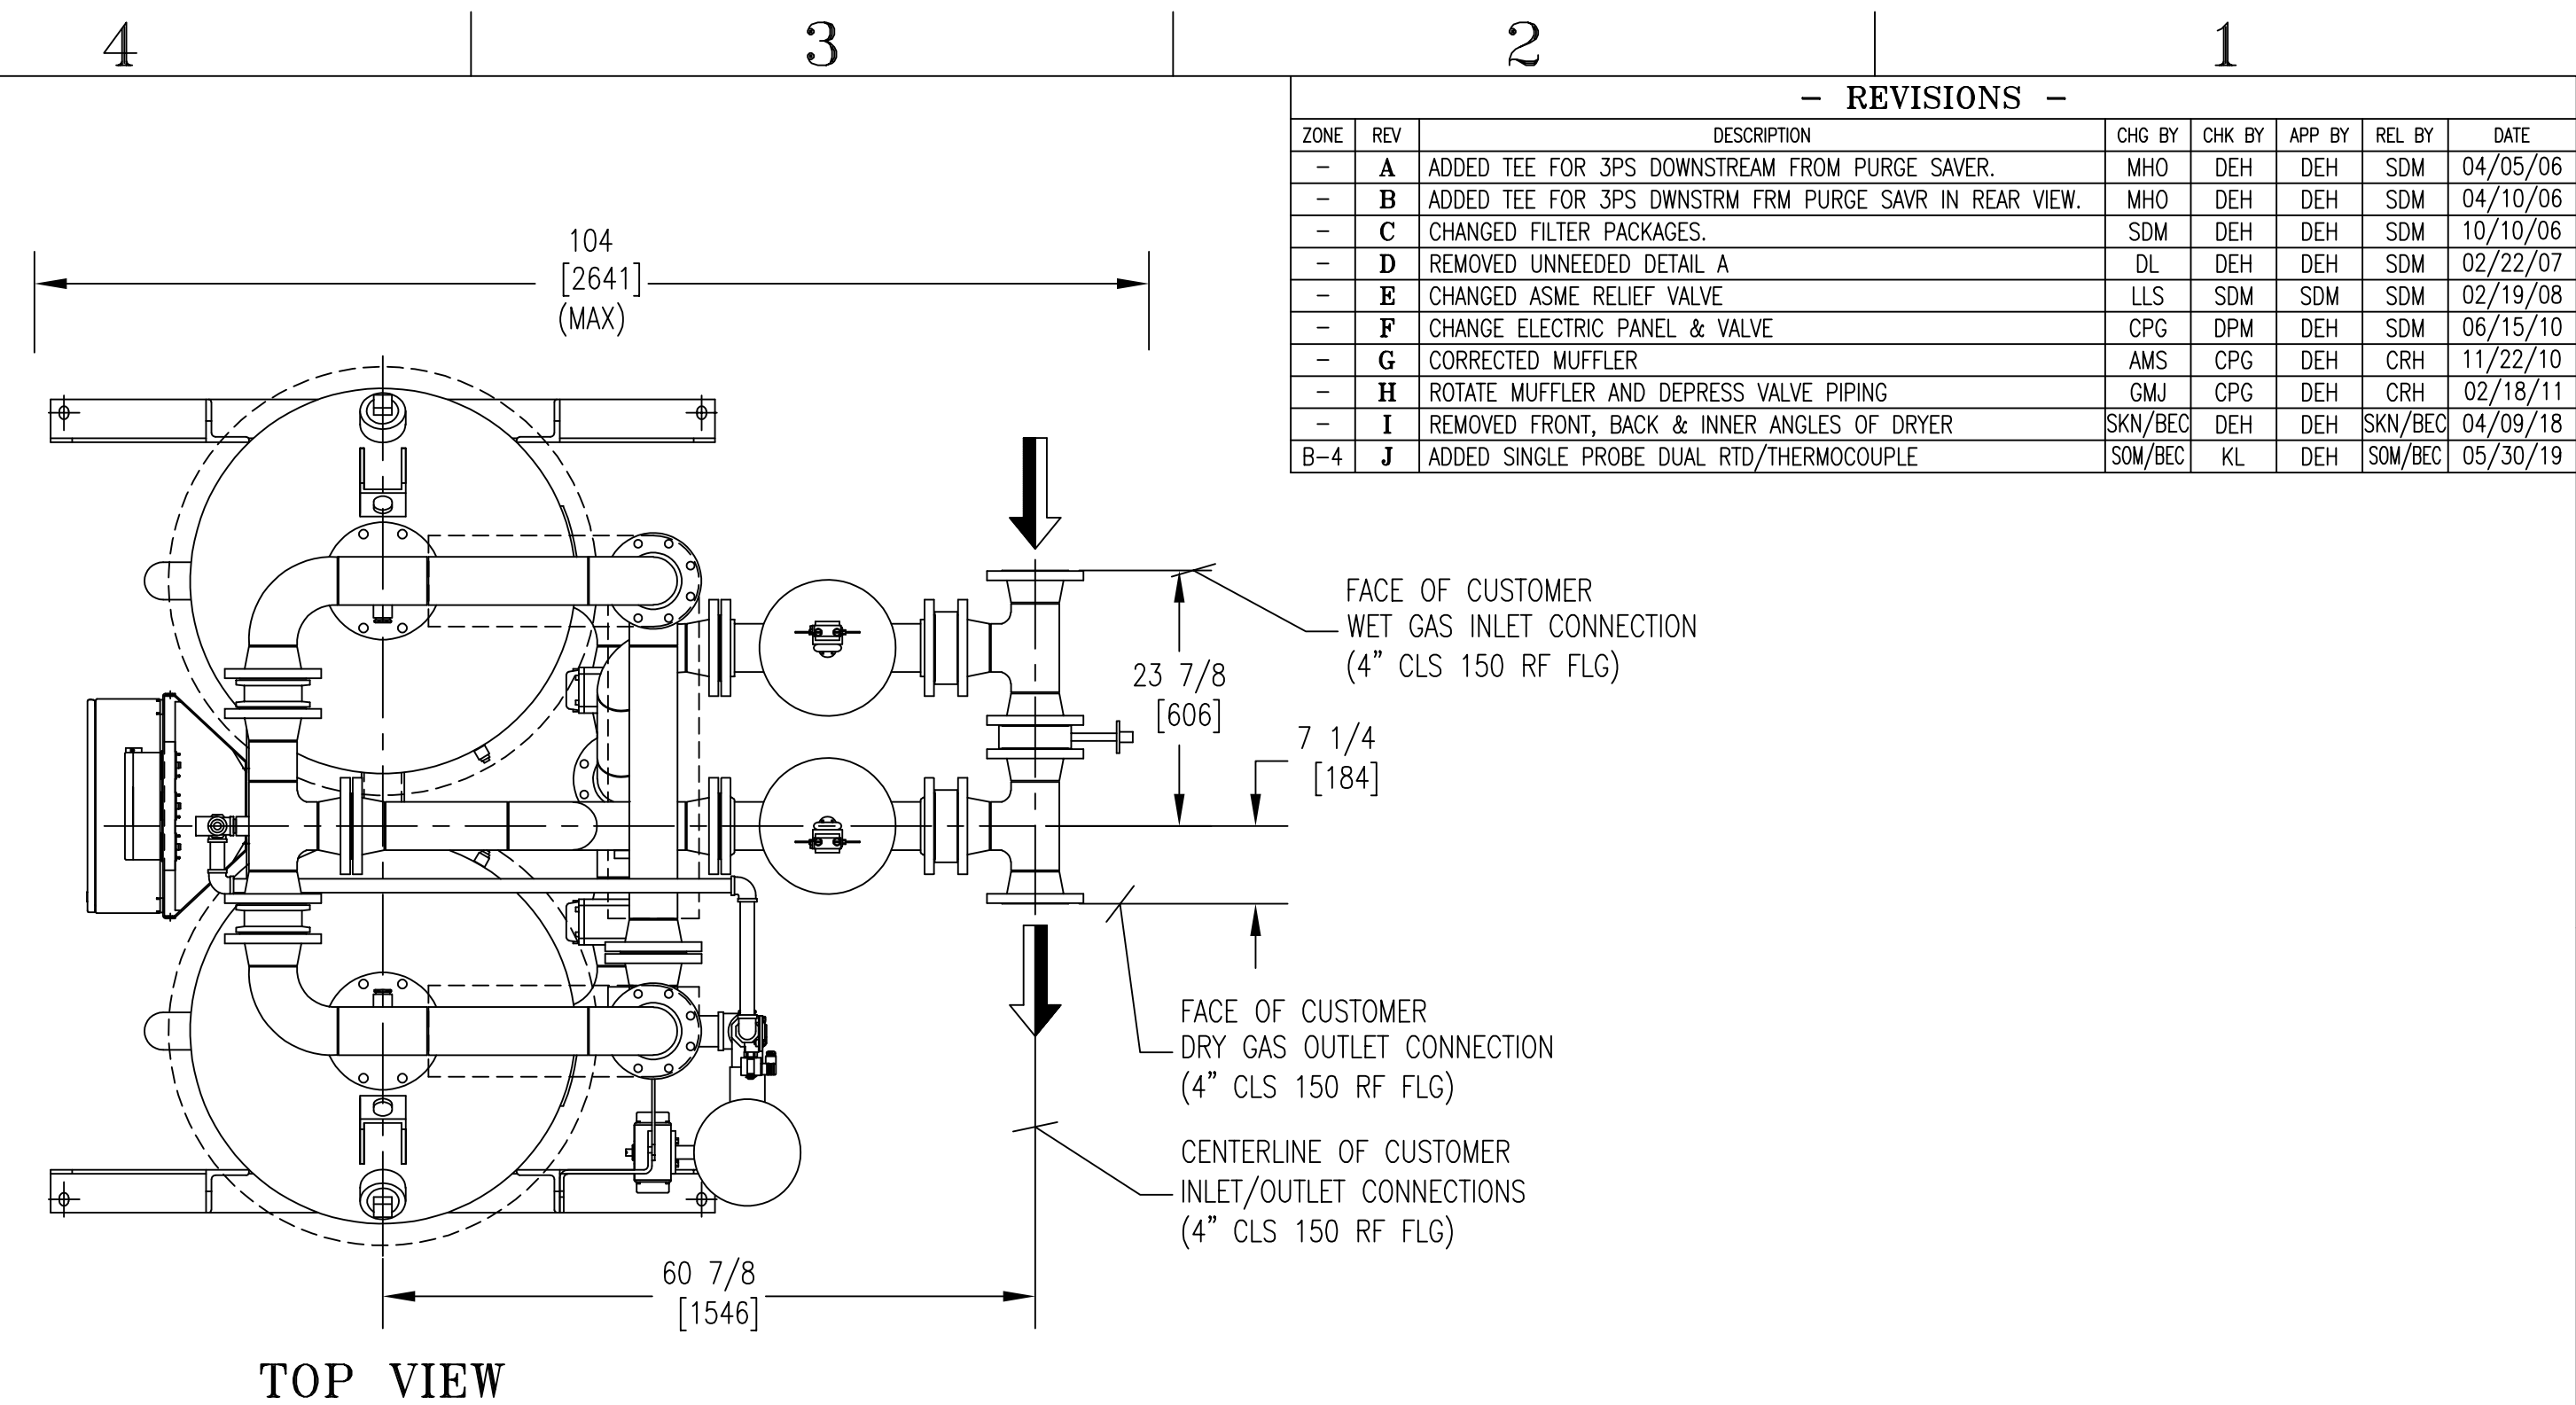 4 3 2 1
- REVISIONS -
ZONE REV DESCRIPTION CHG BY CHK BY APP BY REL BY DATE
- A ADDED TEE FOR 3PS DOWNSTREAM FROM PURGE SAVER. MHO DEH DEH SDM 04/05/06
- B ADDED TEE FOR 3PS DWNSTRM FRM PURGE SAVR IN REAR VIEW. MHO DEH DEH SDM 04/10/06
- C CHANGED FILTER PACKAGES. SDM DEH DEH SDM 10/10/06
- D REMOVED UNNEEDED DETAIL A DL DEH DEH SDM 02/22/07
- E CHANGED ASME RELIEF VALVE LLS SDM SDM SDM 02/19/08
- F CHANGE ELECTRIC PANEL & VALVE CPG DPM DEH SDM 06/15/10
- G CORRECTED MUFFLER AMS CPG DEH CRH 11/22/10
- H ROTATE MUFFLER AND DEPRESS VALVE PIPING GMJ CPG DEH CRH 02/18/11
- I REMOVED FRONT, BACK & INNER ANGLES OF DRYER SKN/BEC DEH DEH SKN/BEC 04/09/18
B-4 J ADDED SINGLE PROBE DUAL RTD/THERMOCOUPLE SOM/BEC KL DEH SOM/BEC 05/30/19
104
[2641]
(MAX)
FACE OF CUSTOMER
WET GAS INLET CONNECTION
(4" CLS 150 RF FLG)
23 7/8
[606]
7 1/4
[184]
FACE OF CUSTOMER
DRY GAS OUTLET CONNECTION
(4" CLS 150 RF FLG)
CENTERLINE OF CUSTOMER
INLET/OUTLET CONNECTIONS
(4" CLS 150 RF FLG)
60 7/8
[1546]
TOP VIEW